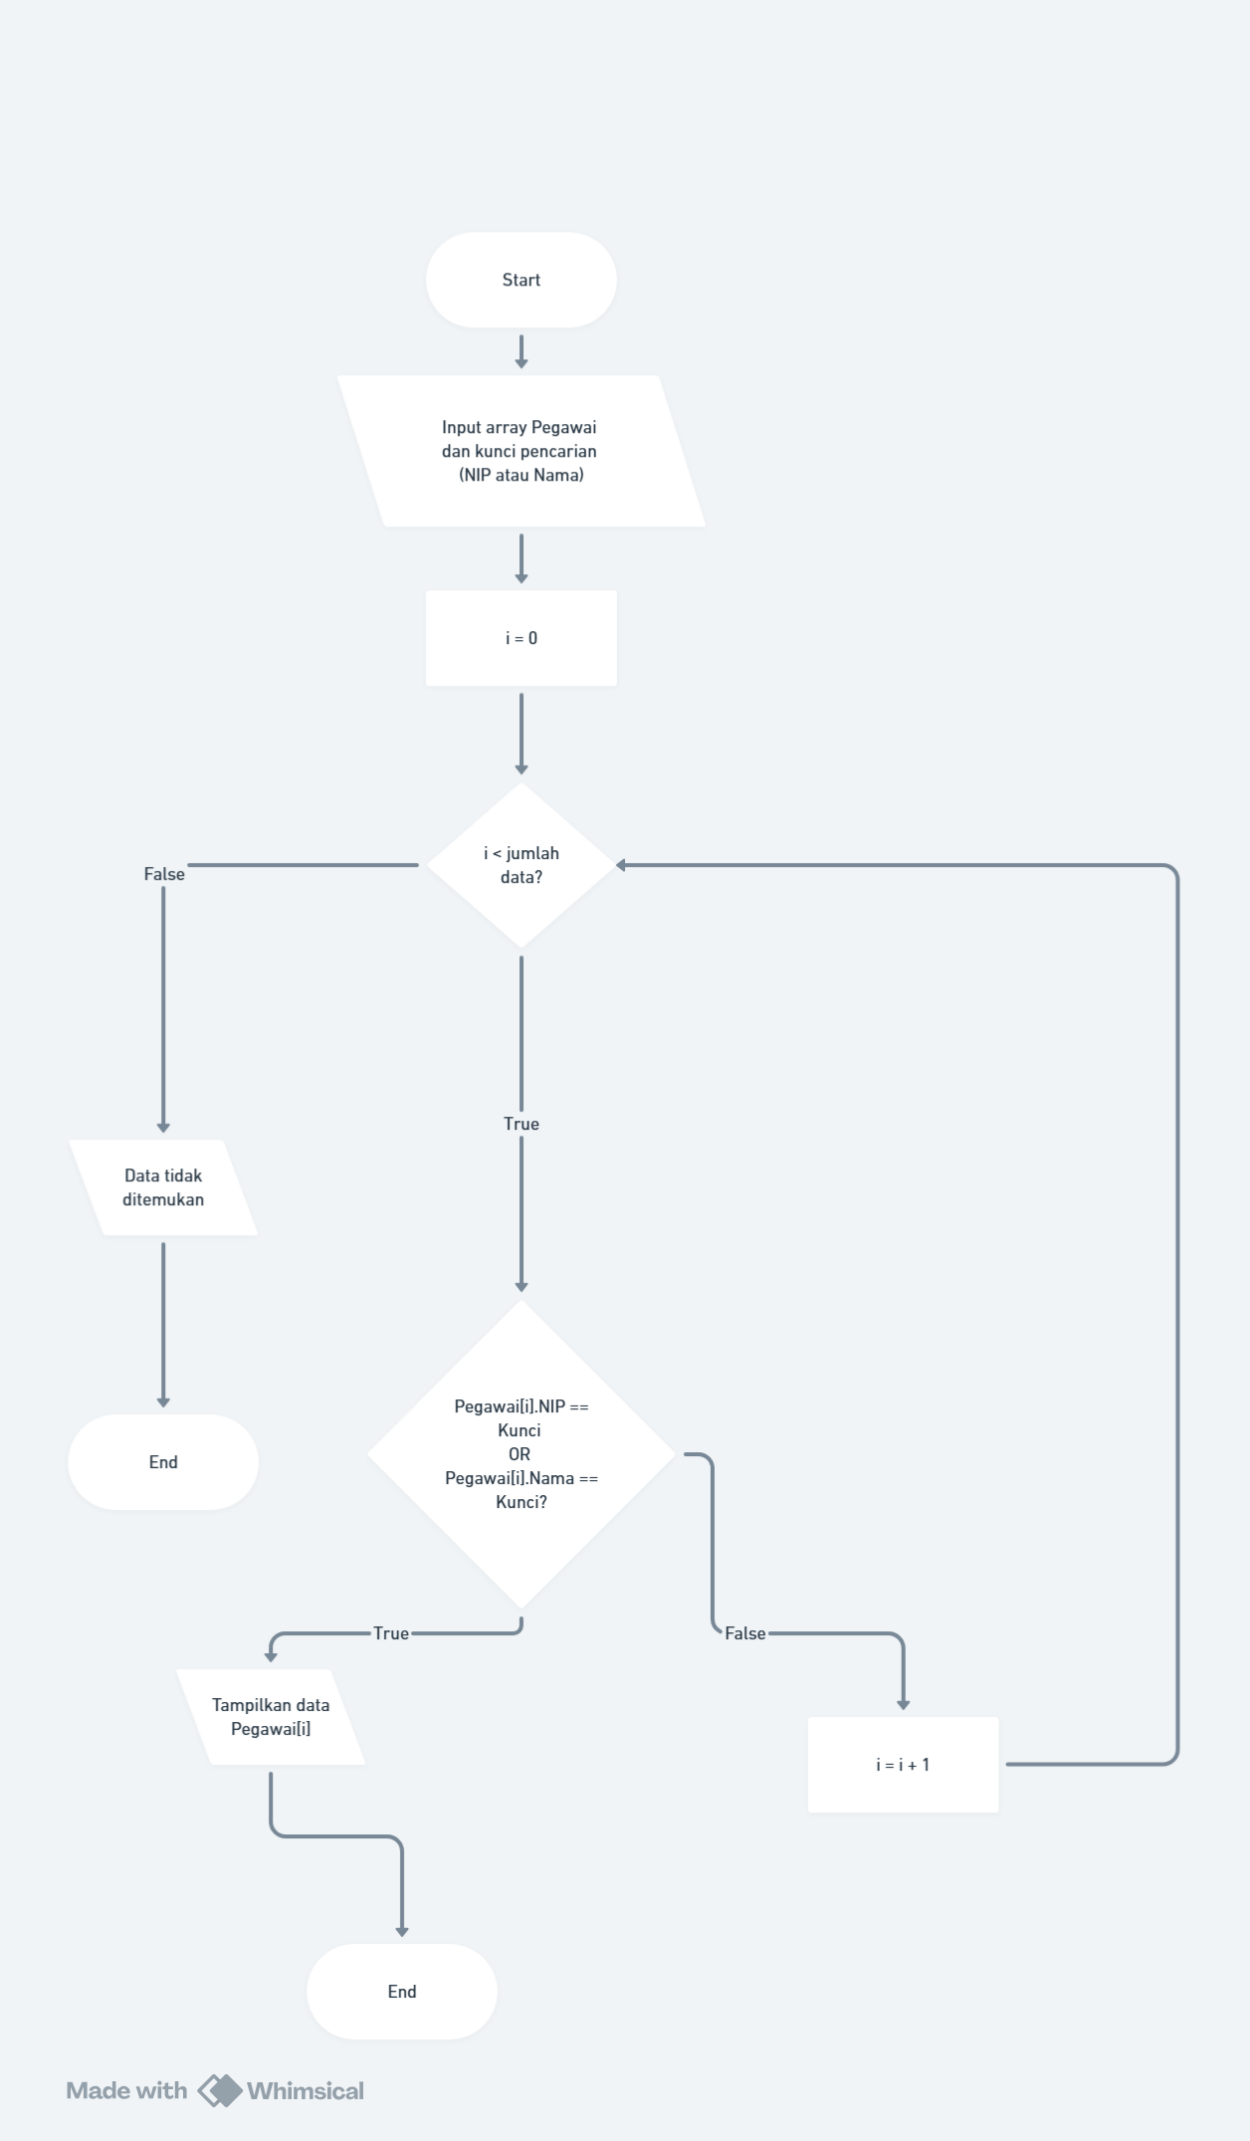 Start
Input array Pegawai
dan kunci pencarian
(NIP atau Nama)
i = 0
i < jumlah
data?
False
True
Data tidak
ditemukan
End
Pegawai[i].NIP ==
Kunci
OR
Pegawai[i].Nama ==
Kunci?
True
False
Tampilkan data
Pegawai[i]
i = i + 1
End
Made with Whimsical